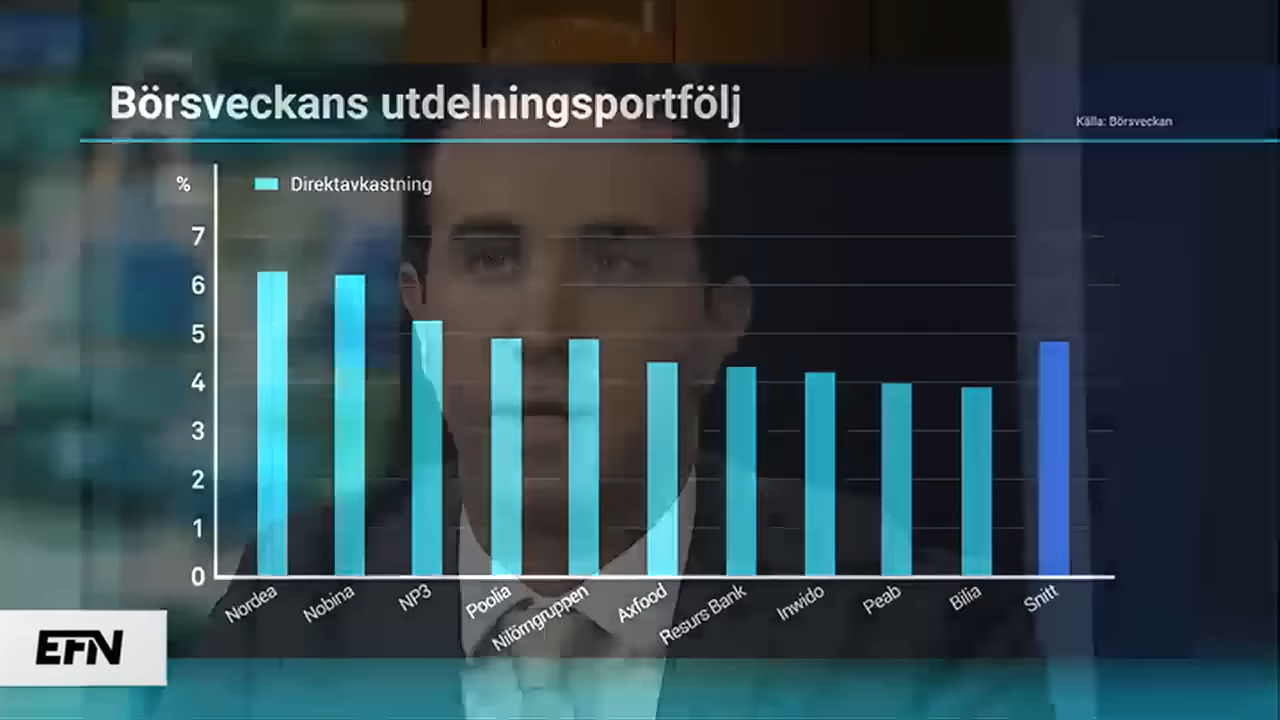 Börsveckans utdelningsportfölj
Källa: Börsveckan
%
Direktavkastning
7
6
5
4
3
2
1
0
Nordea
Nobina
NP3
Poolia
Nilörngruppen
Axfood
Resurs Bank
Inwido
Peab
Bilia
Snitt
EFN